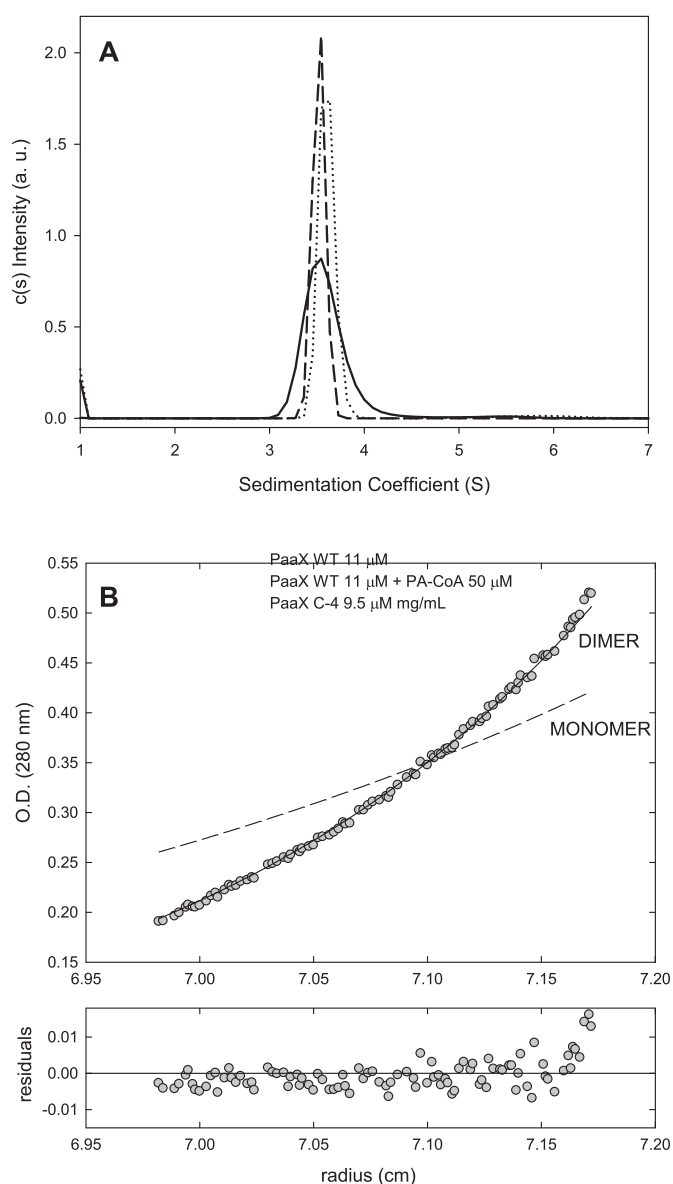 A
c(s) Intensity (a. u.)
2.0
1.5
1.0
0.5
0.0
1 2 3 4 5 6 7
Sedimentation Coefficient (S)
B
PaaX WT 11 μM
PaaX WT 11 μM + PA-CoA 50 μM
PaaX C-4 9.5 μM mg/mL
O.D. (280 nm)
0.55
0.50
0.45
0.40
0.35
0.30
0.25
0.20
0.15
DIMER
MONOMER
6.95 7.00 7.05 7.10 7.15 7.20
residuals
0.01
0.00
-0.01
6.95 7.00 7.05 7.10 7.15 7.20
radius (cm)